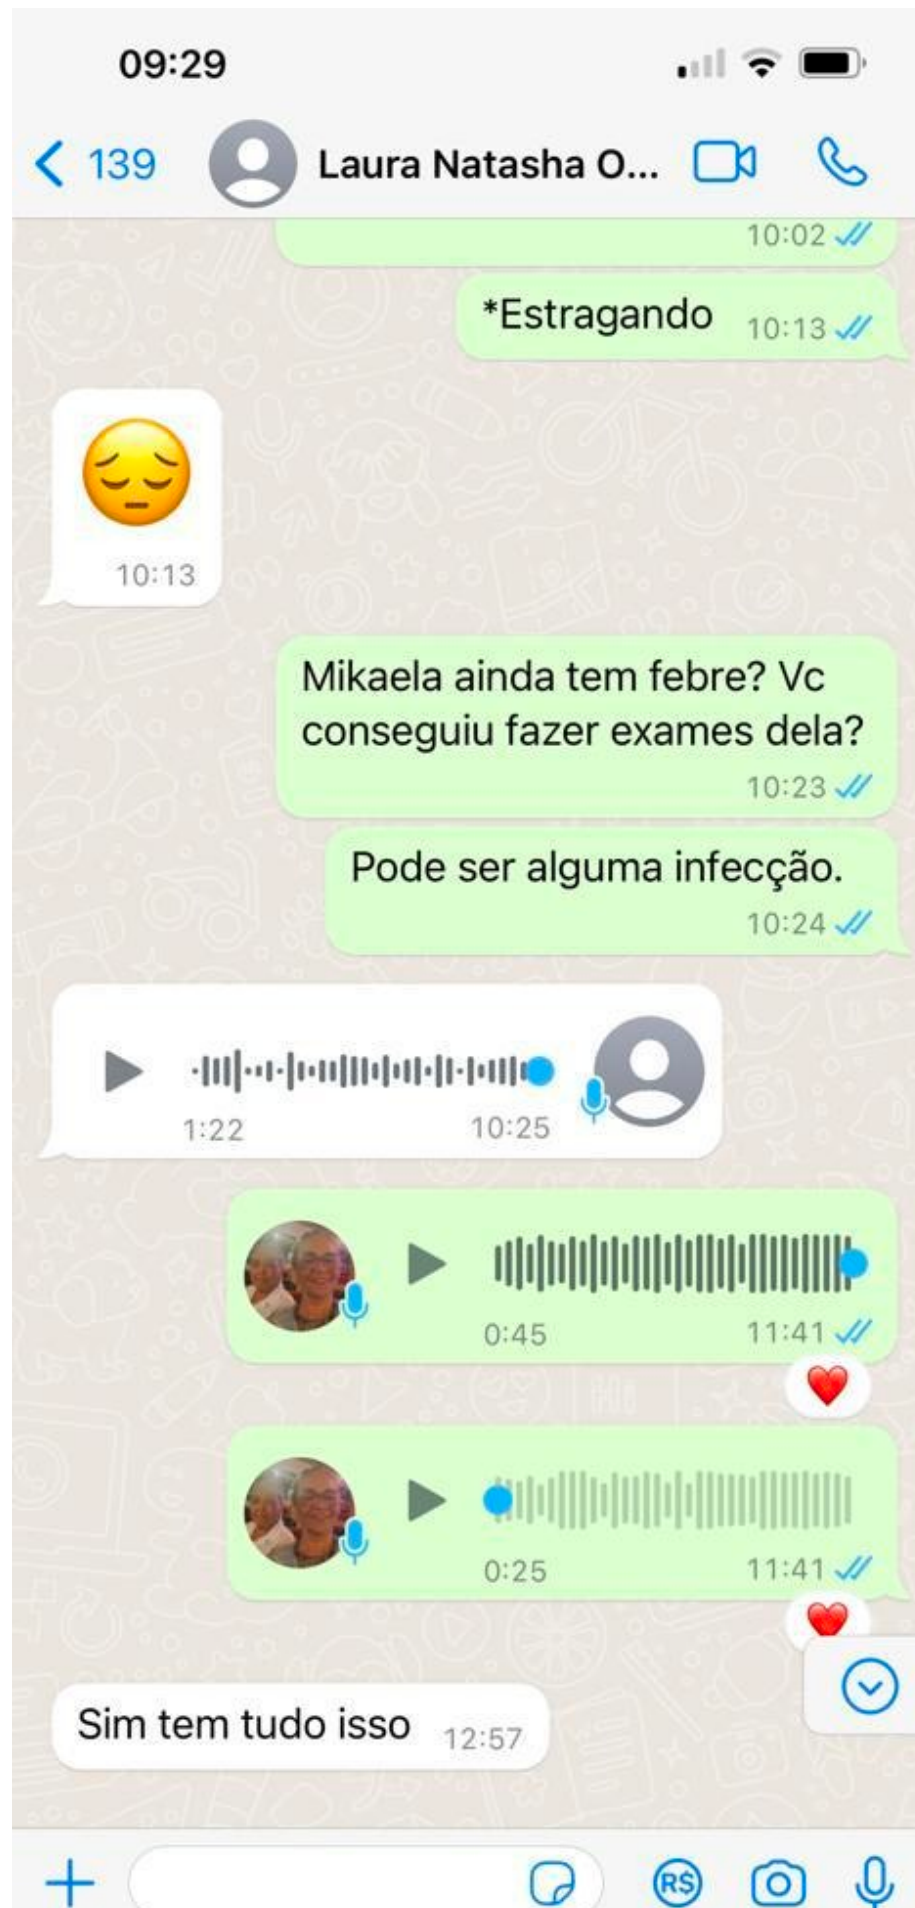 09:29
139
Laura Natasha O...
10:02
*Estragando
10:13
10:13
Mikaela ainda tem febre? Vc
conseguiu fazer exames dela?
10:23
Pode ser alguma infecção.
10:24
1:22
10:25
0:45
11:41
0:25
11:41
Sim tem tudo isso
12:57
R$